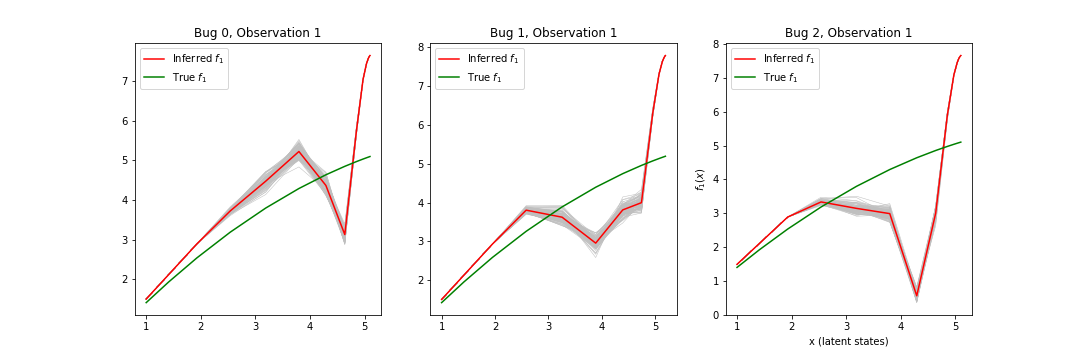 Bug 0, Observation 1
Inferred f₁
True f₁
7
6
5
4
3
2
1 2 3 4 5
Bug 1, Observation 1
Inferred f₁
True f₁
8
7
6
5
4
3
2
1 2 3 4 5
Bug 2, Observation 1
Inferred f₁
True f₁
f₁(x)
8
7
6
5
4
3
2
1
0
1 2 3 4 5
x (latent states)